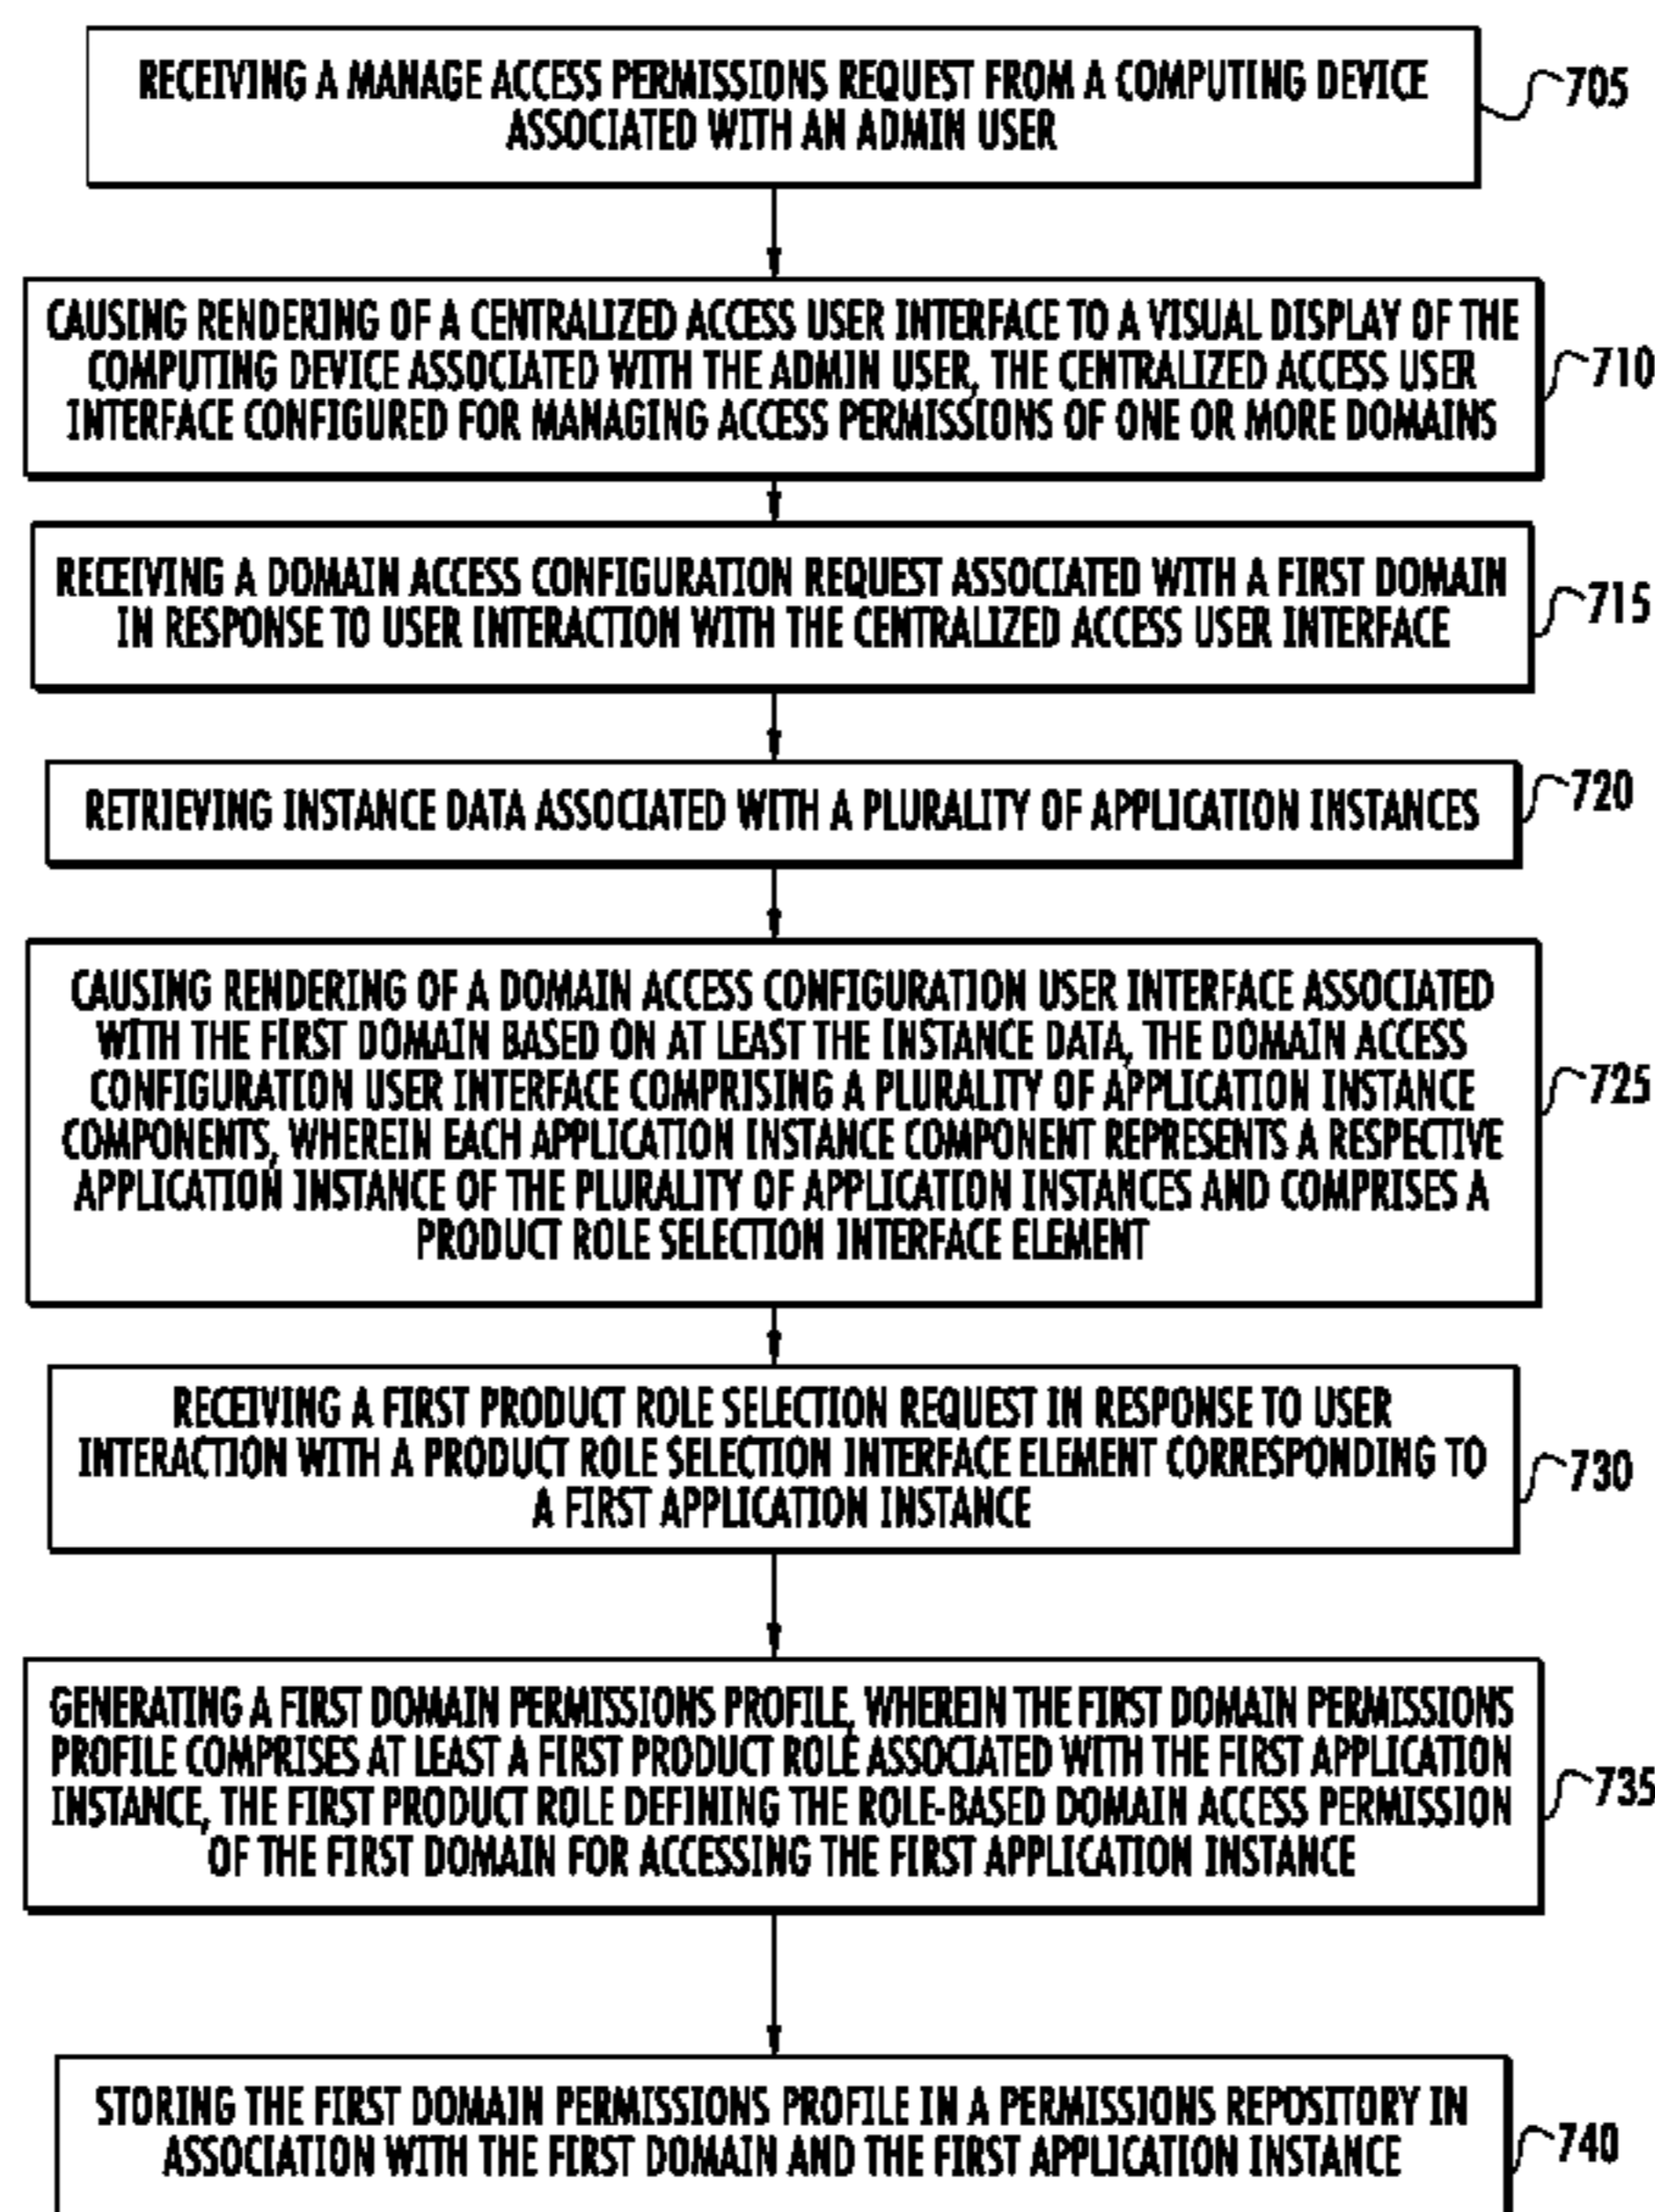 RECEIVING A MANAGE ACCESS PERMISSIONS REQUEST FROM A COMPUTING DEVICE
ASSOCIATED WITH AN ADMIN USER
705
CAUSING RENDERING OF A CENTRALIZED ACCESS USER INTERFACE TO A VISUAL DISPLAY OF THE
COMPUTING DEVICE ASSOCIATED WITH THE ADMIN USER, THE CENTRALIZED ACCESS USER
INTERFACE CONFIGURED FOR MANAGING ACCESS PERMISSIONS OF ONE OR MORE DOMAINS
710
RECEIVING A DOMAIN ACCESS CONFIGURATION REQUEST ASSOCIATED WITH A FIRST DOMAIN
IN RESPONSE TO USER INTERACTION WITH THE CENTRALIZED ACCESS USER INTERFACE
715
RETRIEVING INSTANCE DATA ASSOCIATED WITH A PLURALITY OF APPLICATION INSTANCES
720
CAUSING RENDERING OF A DOMAIN ACCESS CONFIGURATION USER INTERFACE ASSOCIATED
WITH THE FIRST DOMAIN BASED ON AT LEAST THE INSTANCE DATA, THE DOMAIN ACCESS
CONFIGURATION USER INTERFACE COMPRISING A PLURALITY OF APPLICATION INSTANCE
COMPONENTS, WHEREIN EACH APPLICATION INSTANCE COMPONENT REPRESENTS A RESPECTIVE
APPLICATION INSTANCE OF THE PLURALITY OF APPLICATION INSTANCES AND COMPRISES A
PRODUCT ROLE SELECTION INTERFACE ELEMENT
725
RECEIVING A FIRST PRODUCT ROLE SELECTION REQUEST IN RESPONSE TO USER
INTERACTION WITH A PRODUCT ROLE SELECTION INTERFACE ELEMENT CORRESPONDING TO
A FIRST APPLICATION INSTANCE
730
GENERATING A FIRST DOMAIN PERMISSIONS PROFILE, WHEREIN THE FIRST DOMAIN PERMISSIONS
PROFILE COMPRISES AT LEAST A FIRST PRODUCT ROLE ASSOCIATED WITH THE FIRST APPLICATION
INSTANCE, THE FIRST PRODUCT ROLE DEFINING THE ROLE-BASED DOMAIN ACCESS PERMISSION
OF THE FIRST DOMAIN FOR ACCESSING THE FIRST APPLICATION INSTANCE
735
STORING THE FIRST DOMAIN PERMISSIONS PROFILE IN A PERMISSIONS REPOSITORY IN
ASSOCIATION WITH THE FIRST DOMAIN AND THE FIRST APPLICATION INSTANCE
740